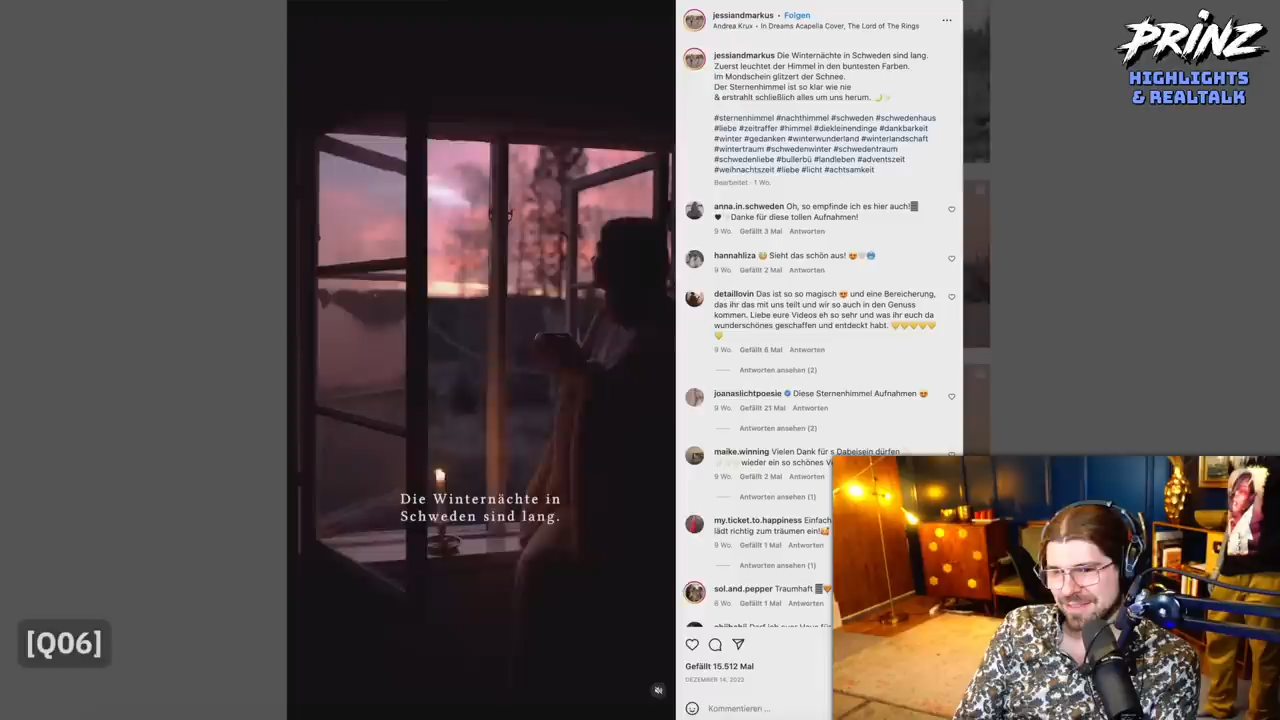 jessiandmarkus • Folgen
Andrea Krux • In Dreams Acapella Cover, The Lord of The Rings
jessiandmarkus Die Winternächte in Schweden sind lang.
Zuerst leuchtet der Himmel in den buntesten Farben.
Im Mondschein glitzert der Schnee.
Der Sternenhimmel ist so klar wie nie
& erstrahlt schließlich alles um uns herum. 🌙✨
#sternenhimmel #nachthimmel #schweden #schwedenhaus
#liebe #zeitraffer #himmel #diekleinendinge #dankbarkeit
#winter #gedanken #winterwunderland #winterlandschaft
#wintertraum #schwedenwinter #schwedentraum
#schwedenliebe #bullerbü #landleben #adventszeit
#weihnachtszeit #liebe #licht #achtsamkeit
Bearbeitet · 1 Wo.
anna.in.schweden Oh, so empfinde ich es hier auch!
Danke für diese tollen Aufnahmen!
9 Wo. Gefällt 3 Mal Antworten
hannahliza Sieht das schön aus!
9 Wo. Gefällt 2 Mal Antworten
detaillovin Das ist so so magisch 😍 und eine Bereicherung,
das ihr das mit uns teilt und wir so auch in den Genuss
kommen. Liebe eure Videos eh so sehr und was ihr euch da
wunderschönes geschaffen und entdeckt habt. 💛💛💛💛💛
💛
9 Wo. Gefällt 6 Mal Antworten
Antworten ansehen (2)
joanaslichtpoesie Diese Sternenhimmel Aufnahmen 😍
9 Wo. Gefällt 21 Mal Antworten
Antworten ansehen (2)
maike.winning Vielen Dank für s Dabeisein dürfen
wieder ein so schönes
9 Wo. Gefällt 2 Mal Antworten
Antworten ansehen (1)
my.ticket.to.happiness Einfach
lädt richtig zum träumen ein!🥰
9 Wo. Gefällt 1 Mal Antworten
Antworten ansehen (1)
sol.and.pepper Traumhaft
6 Wo. Gefällt 1 Mal Antworten
Gefällt 15.512 Mal
DEZEMBER 14, 2022
Kommentieren ...
Die Winternächte in
Schweden sind lang.
[Q06]
PRINZ
HIGHLIGHTS
& REALTALK